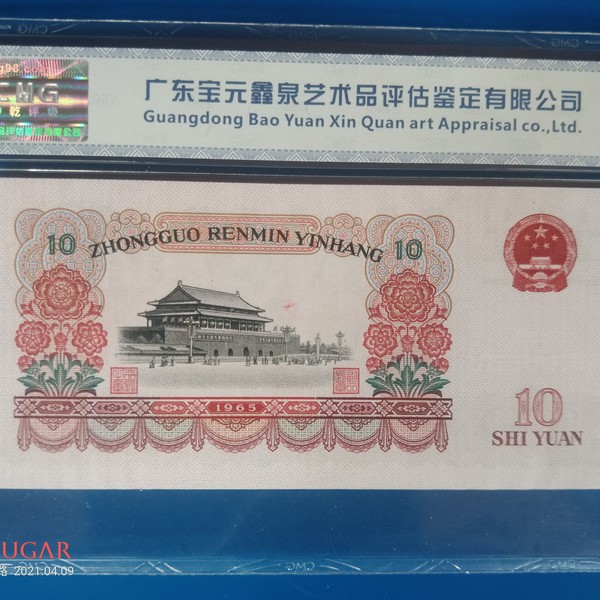 广东宝元鑫泉艺术品评估鉴定有限公司
Guangdong Bao Yuan Xin Quan art Appraisal co.,Ltd.
10 ZHONGGUO RENMIN YINHANG 10
1965
10
SHI YUAN
UGAR
2021.04.09
CMG